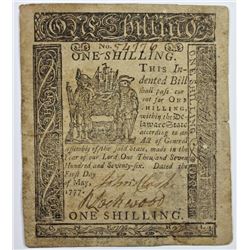 ONE Shilling
No. 54776
ONE SHILLING.
THIS In-
dented Bill
shall pass cur-
rent for ONE
SHILLING,
within the De-
laware State,
according to an
Act of General
Assembly of the said State, made in the
Year of our Lord One Thousand Seven
Hundred and Seventy-six. Dated the
First Day
of May,
1777.
ONE SHILLING.